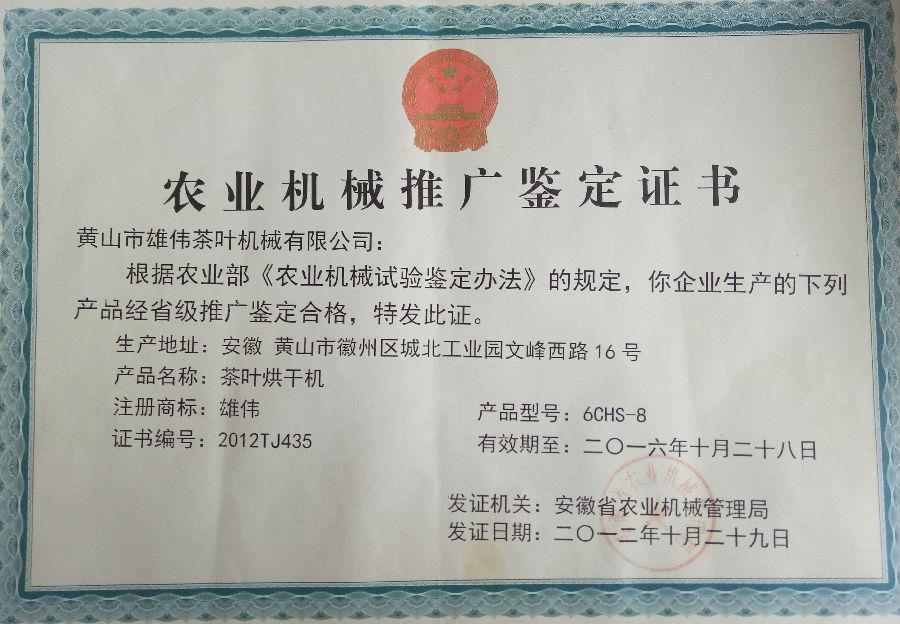 农业机械推广鉴定证书
黄山市雄伟茶叶机械有限公司：
根据农业部《农业机械试验鉴定办法》的规定，你企业生产的下列
产品经省级推广鉴定合格，特发此证。
生产地址：安徽 黄山市徽州区城北工业园文峰西路16号
产品名称：茶叶烘干机
注册商标：雄伟
产品型号：6CHS-8
证书编号：2012TJ435
有效期至：二〇一六年十月二十八日
发证机关：安徽省农业机械管理局
发证日期：二〇一二年十月二十九日